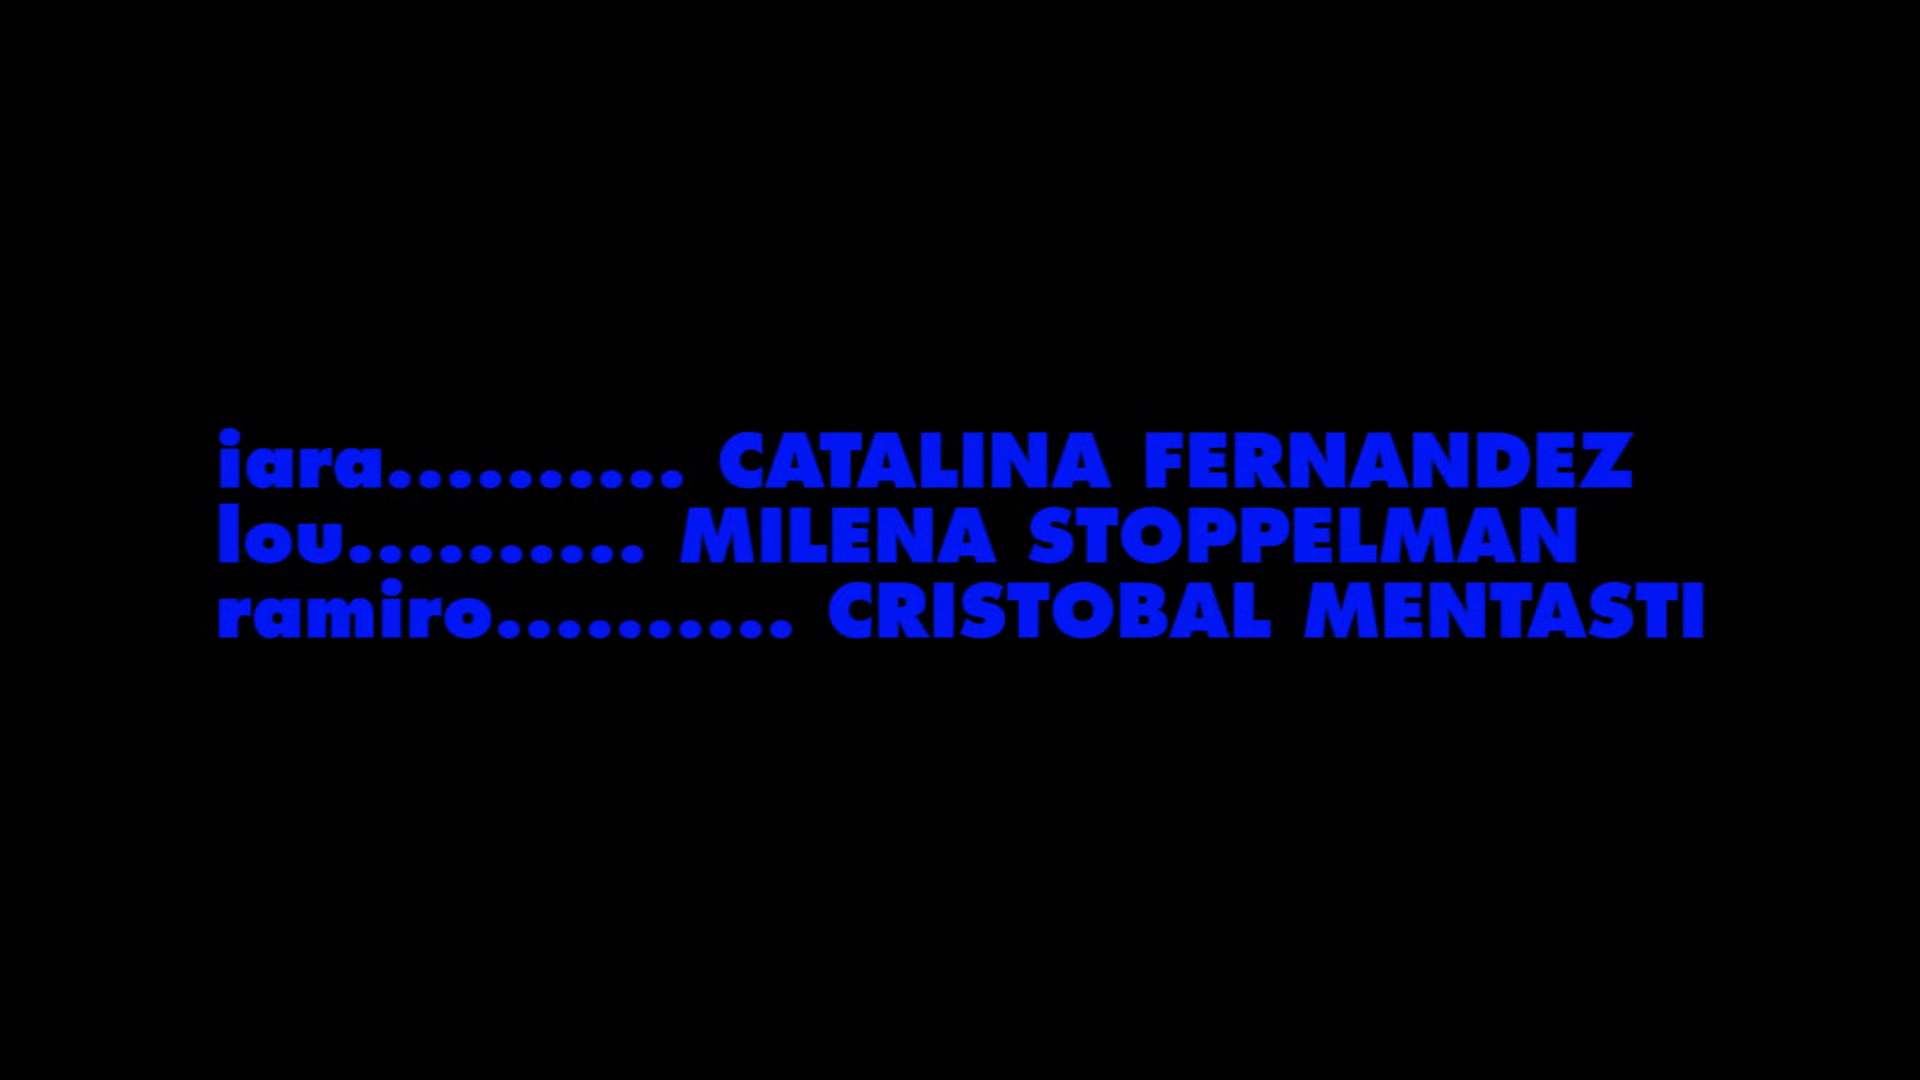 iara.......... CATALINA FERNANDEZ
lou.......... MILENA STOPPELMAN
ramiro.......... CRISTOBAL MENTASTI